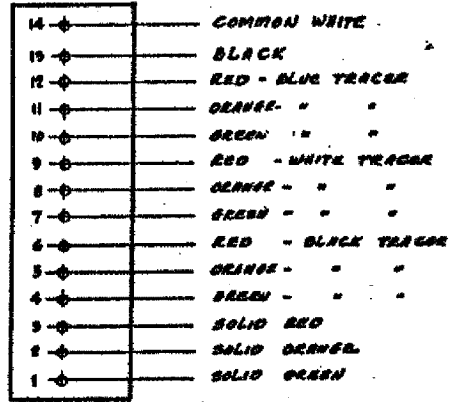 14 COMMON WHITE
13 BLACK
12 RED - BLUE TRACER
11 ORANGE - " "
10 GREEN " "
9 RED - WHITE TRACER
8 ORANGE - " "
7 GREEN - " "
6 RED - BLACK TRACER
5 ORANGE - " "
4 GREEN - " "
3 SOLID RED
2 SOLID ORANGE
1 SOLID GREEN